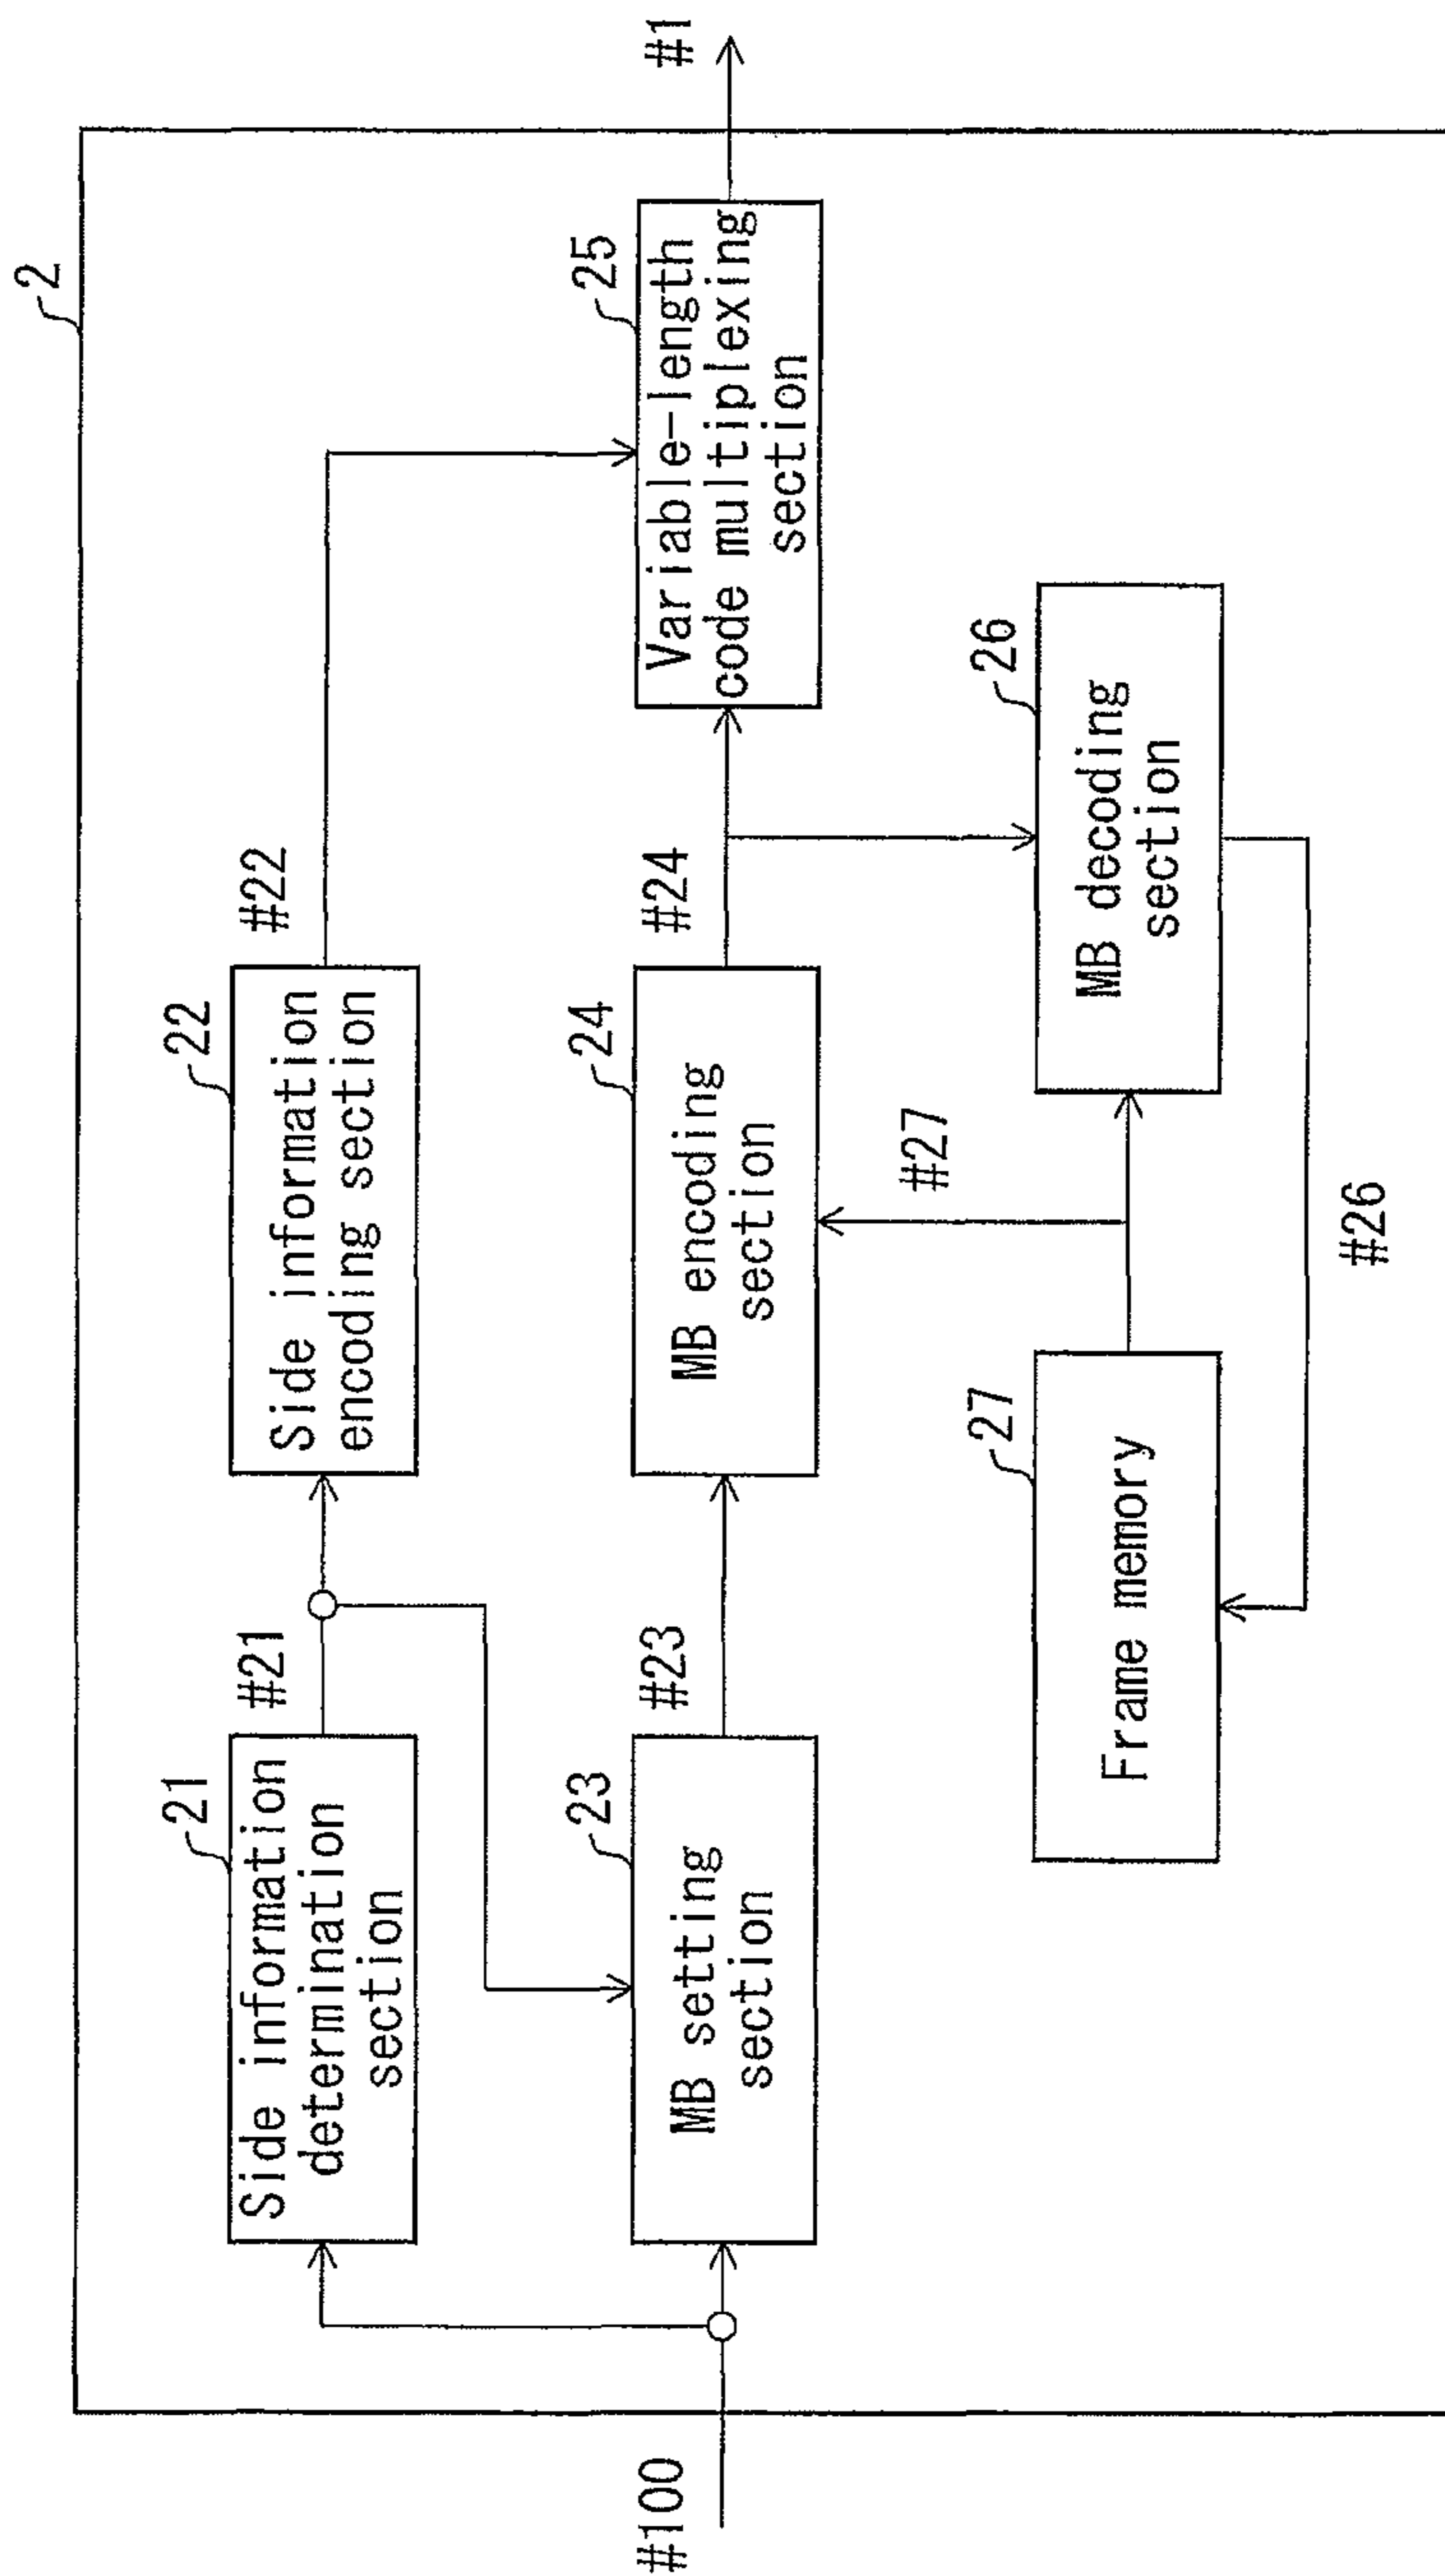 2
21
Side information
determination
section
#21
22
Side information
encoding section
#22
#100
23
MB setting
section
#23
24
MB encoding
section
#24
25
Variable-length
code multiplexing
section
#1
27
Frame memory
#27
26
MB decoding
section
#26